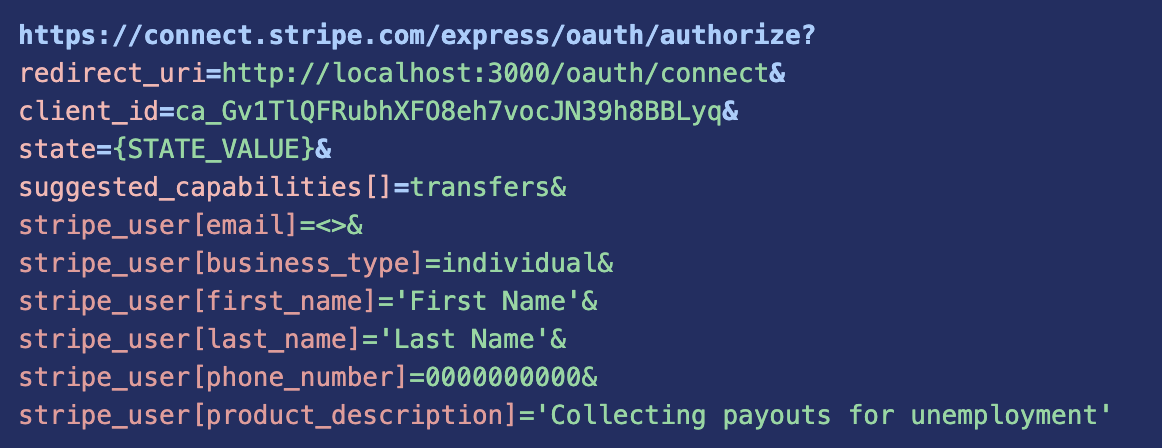 https://connect.stripe.com/express/oauth/authorize?
redirect_uri=http://localhost:3000/oauth/connect&
client_id=ca_Gv1TlQFRubhXFO8eh7vocJN39h8BBLyq&
state={STATE_VALUE}&
suggested_capabilities[]=transfers&
stripe_user[email]=<>&
stripe_user[business_type]=individual&
stripe_user[first_name]='First Name'&
stripe_user[last_name]='Last Name'&
stripe_user[phone_number]=0000000000&
stripe_user[product_description]='Collecting payouts for unemployment'